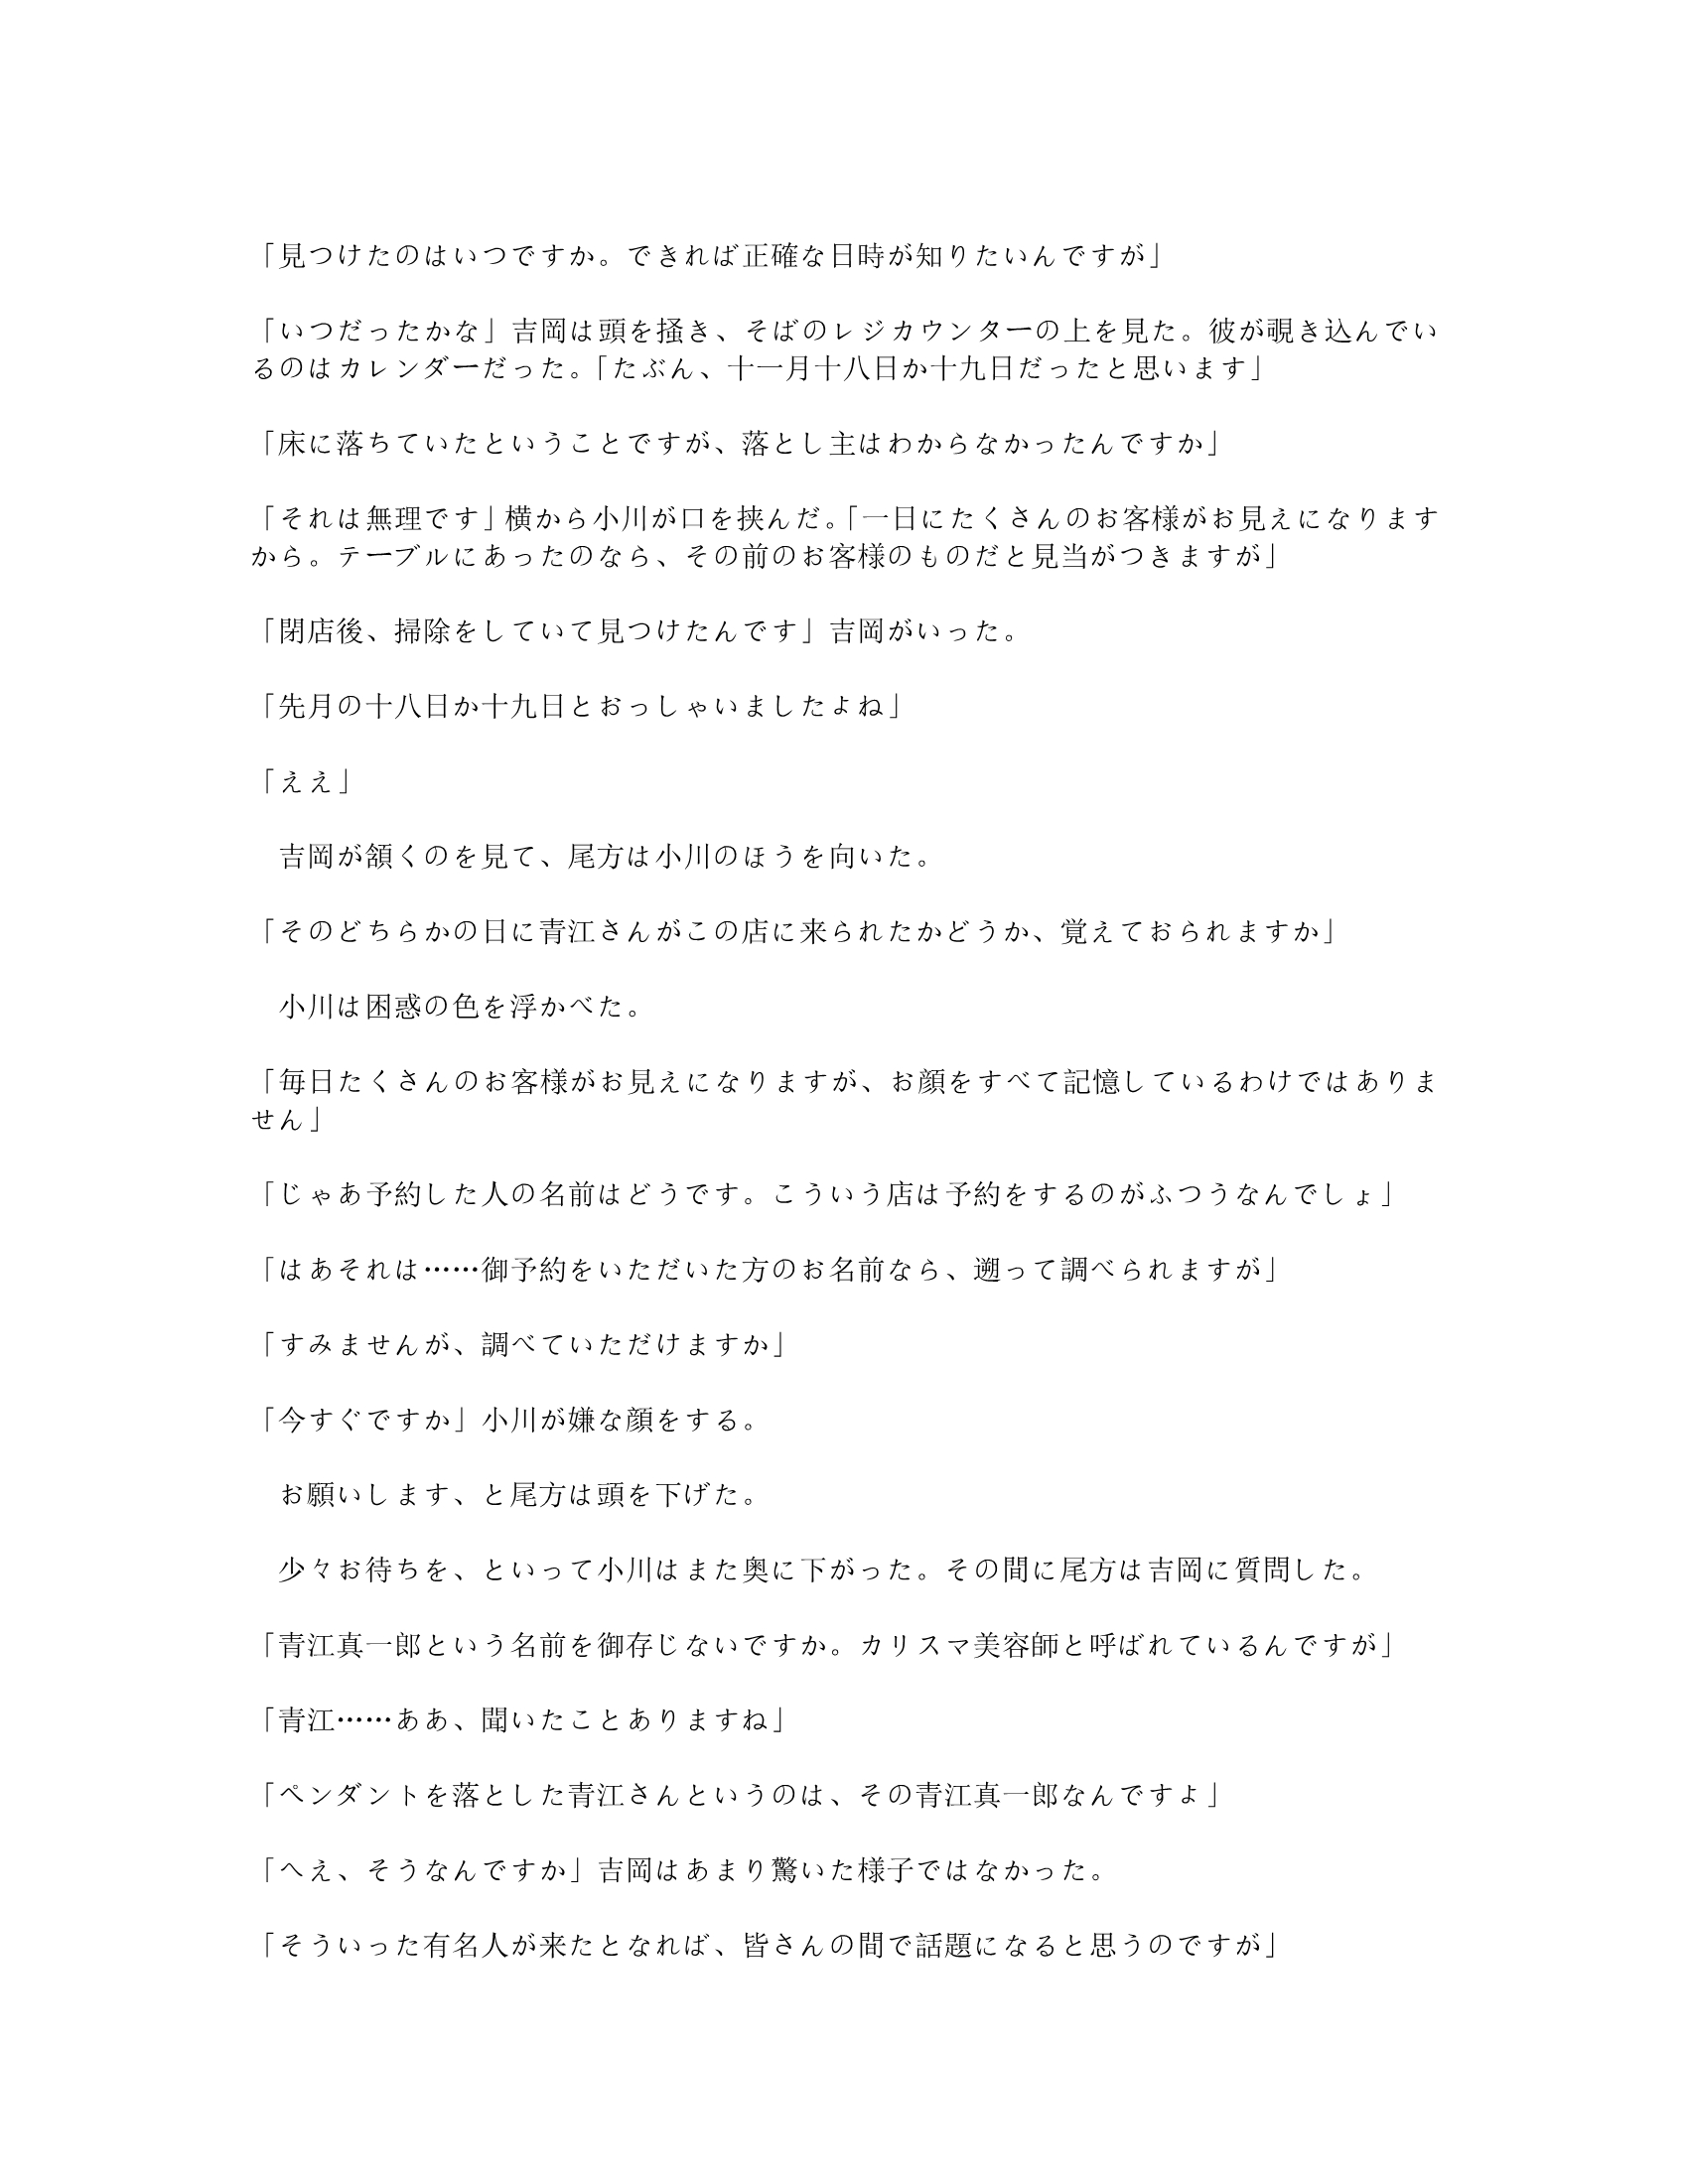 「見つけたのはいつですか。できれば正確な日時が知りたいんですが」
「いつだったかな」吉岡は頭を掻き、そばのレジカウンターの上を見た。彼が覗き込んでい
るのはカレンダーだった。「たぶん、十一月十八日か十九日だったと思います」
「床に落ちていたということですが、落とし主はわからなかったんですか」
「それは無理です」横から小川が口を挟んだ。「一日にたくさんのお客様がお見えになります
から。テーブルにあったのなら、その前のお客様のものだと見当がつきますが」
「閉店後、掃除をしていて見つけたんです」吉岡がいった。
「先月の十八日か十九日とおっしゃいましたよね」
「ええ」
　吉岡が頷くのを見て、尾方は小川のほうを向いた。
「そのどちらかの日に青江さんがこの店に来られたかどうか、覚えておられますか」
　小川は困惑の色を浮かべた。
「毎日たくさんのお客様がお見えになりますが、お顔をすべて記憶しているわけではありま
せん」
「じゃあ予約した人の名前はどうです。こういう店は予約をするのがふつうなんでしょ」
「はあそれは……御予約をいただいた方のお名前なら、遡って調べられますが」
「すみませんが、調べていただけますか」
「今すぐですか」小川が嫌な顔をする。
　お願いします、と尾方は頭を下げた。
　少々お待ちを、といって小川はまた奥に下がった。その間に尾方は吉岡に質問した。
「青江真一郎という名前を御存じないですか。カリスマ美容師と呼ばれているんですが」
「青江……ああ、聞いたことありますね」
「ペンダントを落とした青江さんというのは、その青江真一郎なんですよ」
「へえ、そうなんですか」吉岡はあまり驚いた様子ではなかった。
「そういった有名人が来たとなれば、皆さんの間で話題になると思うのですが」